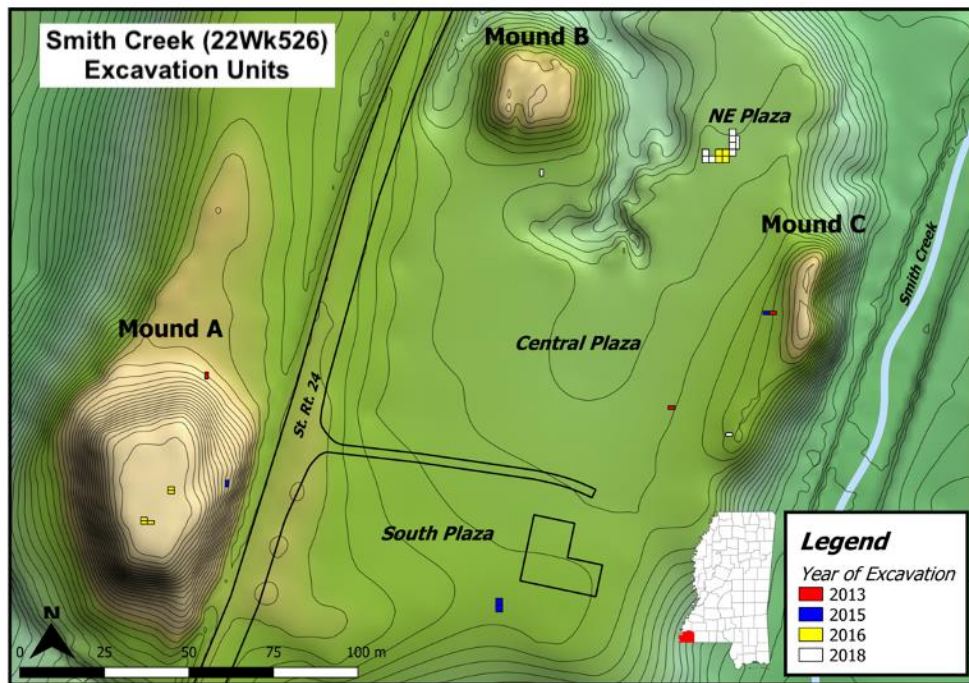 Smith Creek (22Wk526)
Excavation Units
Mound B
NE Plaza
Mound C
Smith Creek
Mound A
Central Plaza
St. Rt. 24
South Plaza
N
0 25 50 75 100 m
Legend
Year of Excavation
2013
2015
2016
2018